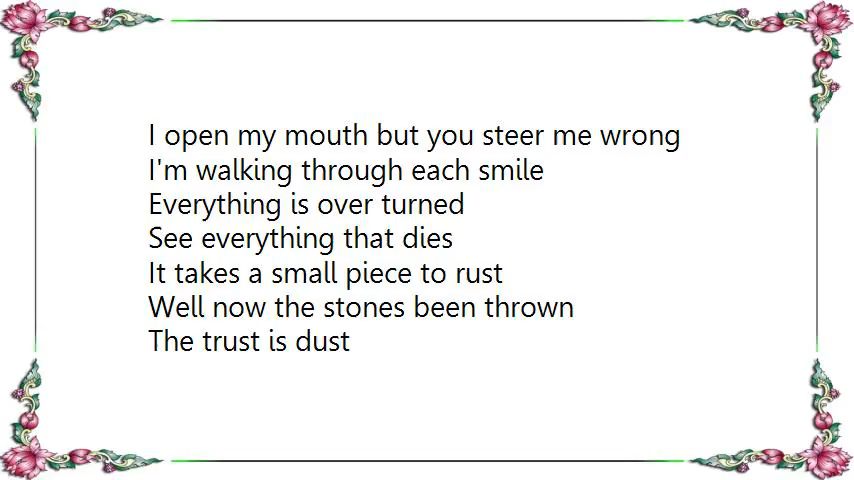 I open my mouth but you steer me wrong
I'm walking through each smile
Everything is over turned
See everything that dies
It takes a small piece to rust
Well now the stones been thrown
The trust is dust